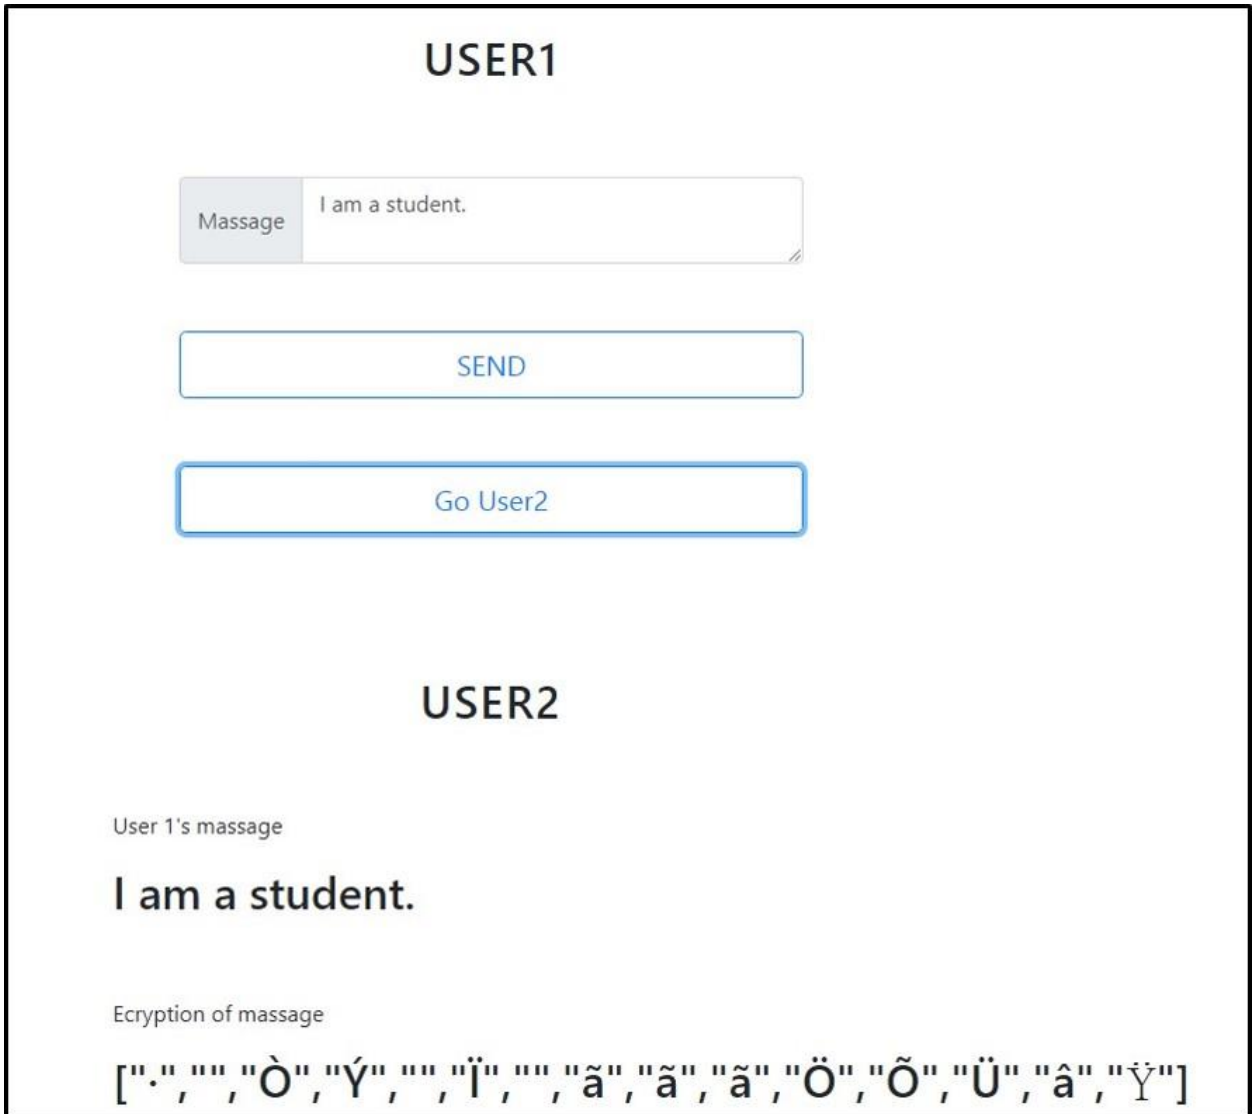 USER1
Massage
I am a student.
SEND
Go User2
USER2
User 1's massage
I am a student.
Ecryption of massage
["·","","Ò","Ý","","Ï","","ã","ã","ã","Ö","Õ","Ü","â","Ÿ"]